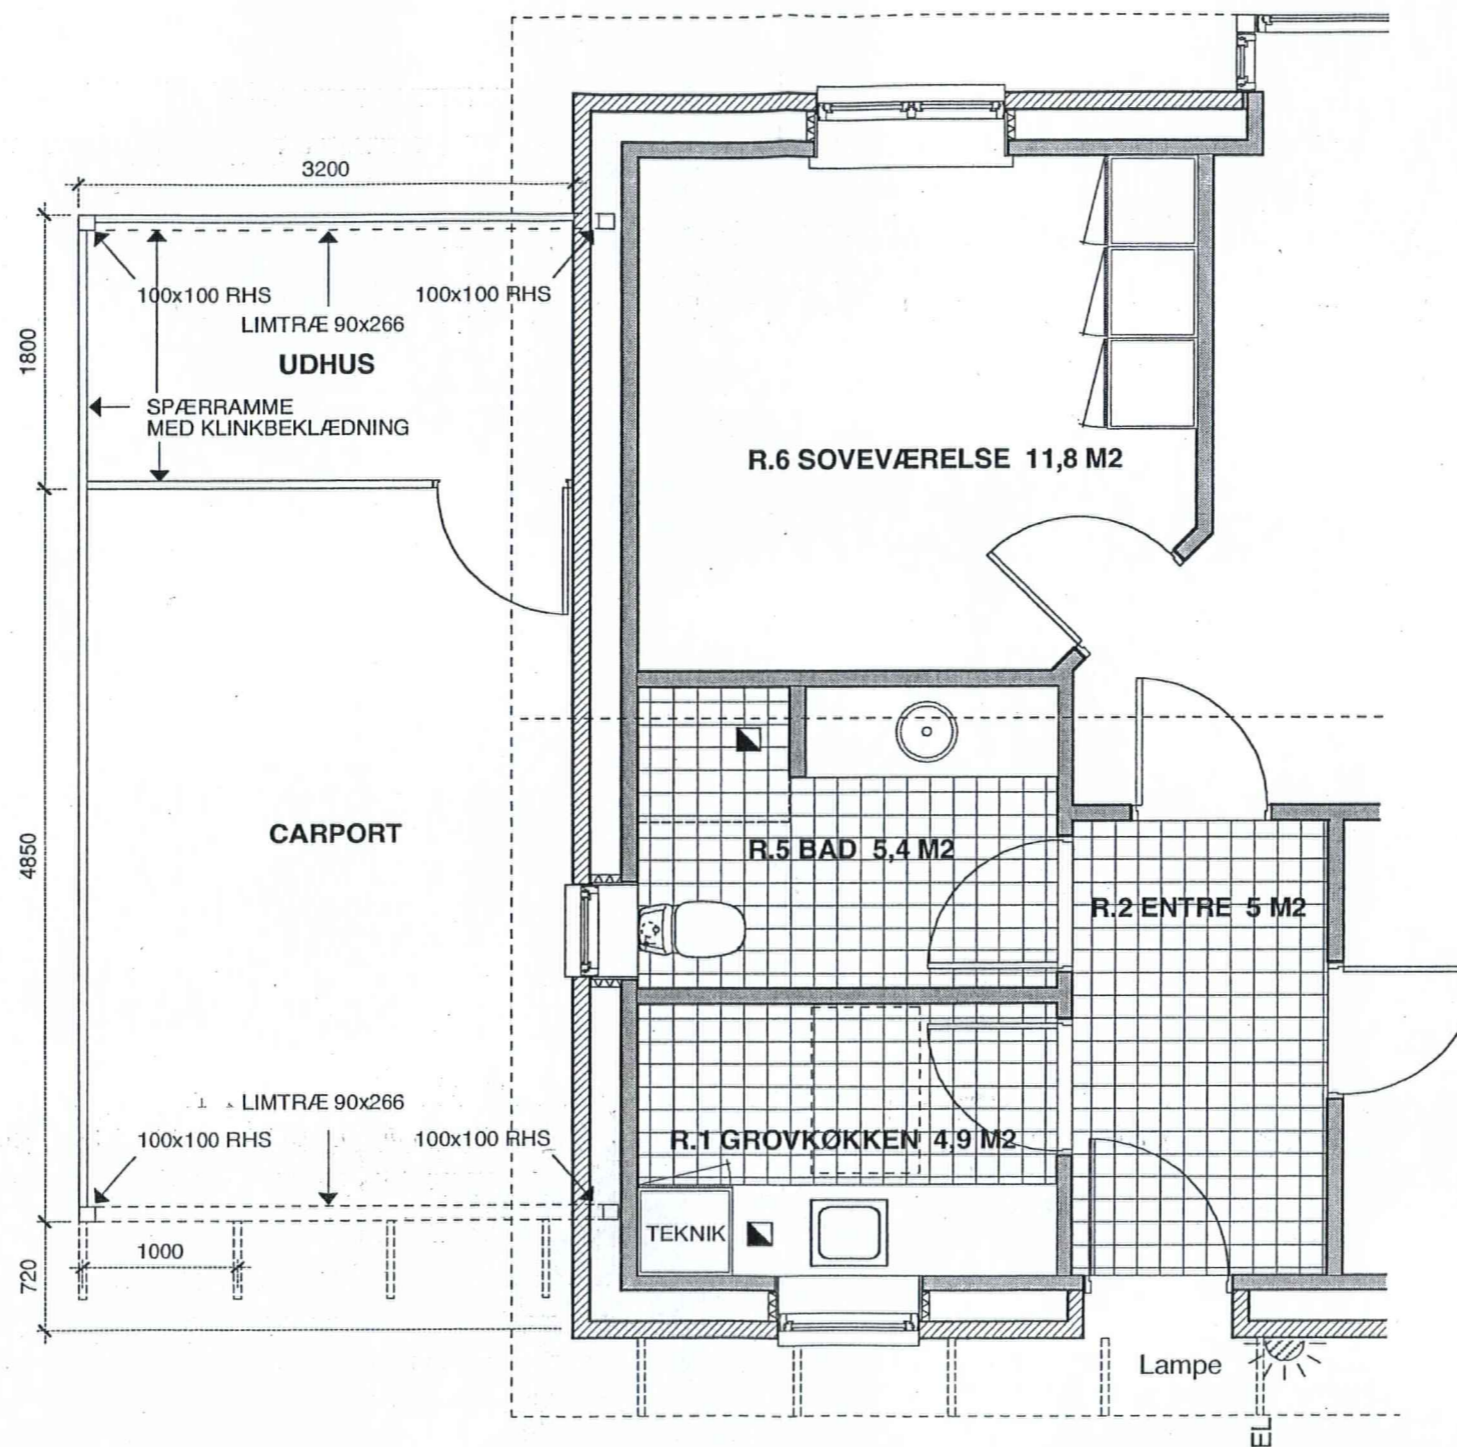 3200
100x100 RHS
100x100 RHS
LIMTRÆ 90x266
UDHUS
1800
SPÆRRAMME
MED KLINKBEKLÆDNING
R.6 SOVEVÆRELSE 11,8 M2
CARPORT
4850
R.5 BAD 5,4 M2
R.2 ENTRE 5 M2
LIMTRÆ 90x266
100x100 RHS
100x100 RHS
R.1 GROVKØKKEN 4,9 M2
TEKNIK
1000
720
Lampe
EL